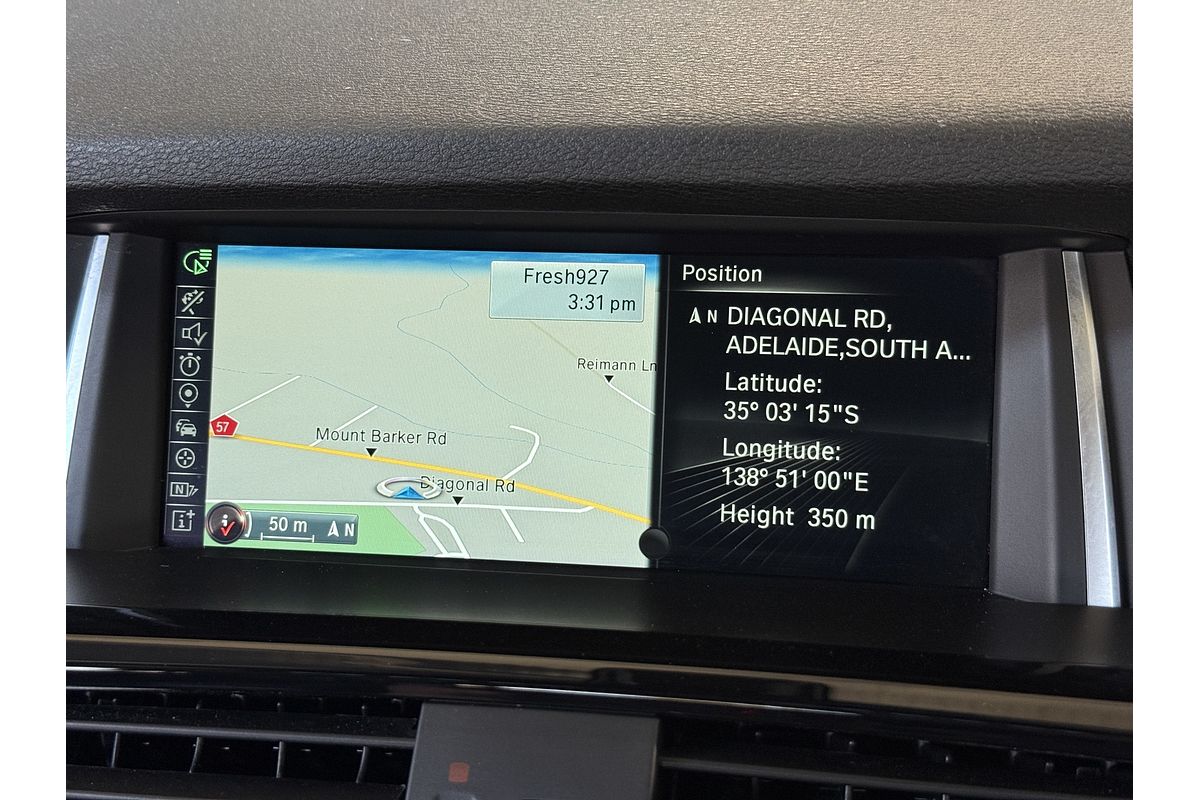 Fresh927
3:31 pm
Reimann Ln
57
Mount Barker Rd
Diagonal Rd
50 m
N
N
i
i
Position
N DIAGONAL RD,
ADELAIDE,SOUTH A...
Latitude:
35° 03' 15"S
Longitude:
138° 51' 00"E
Height 350 m